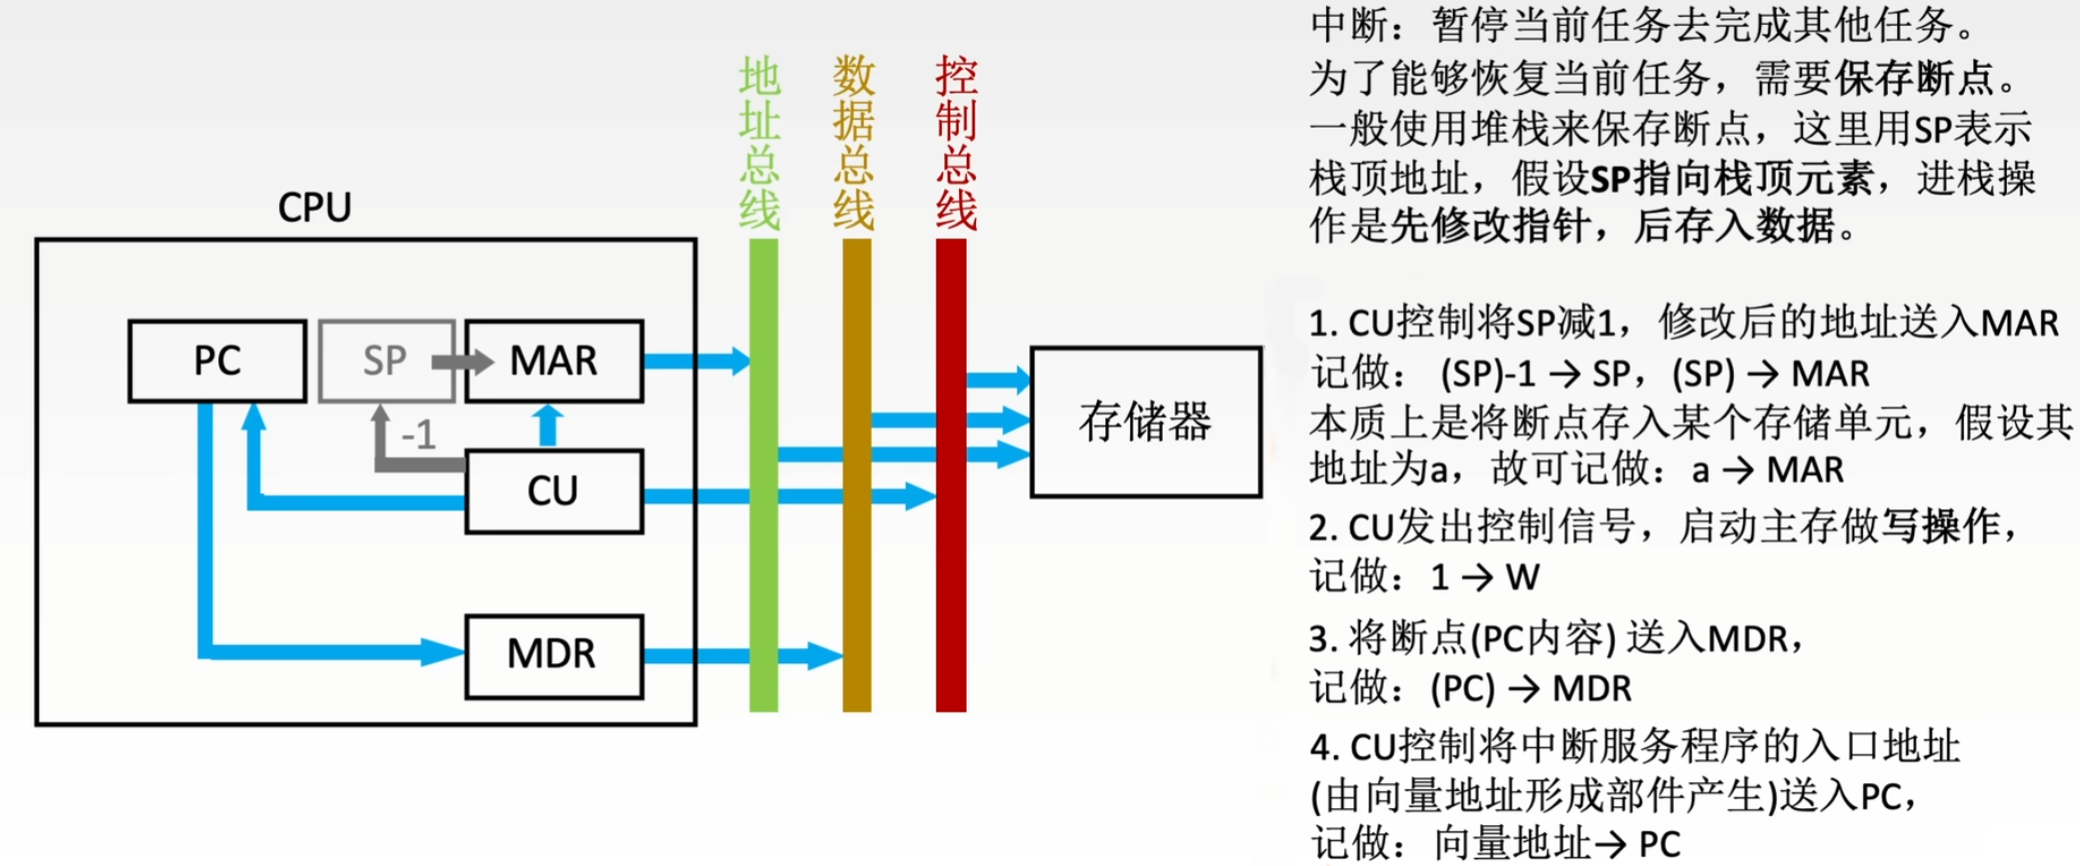 地址总线
数据总线
控制总线
CPU
PC
SP
MAR
-1
CU
MDR
存储器
中断：暂停当前任务去完成其他任务。
为了能够恢复当前任务，需要保存断点。
一般使用堆栈来保存断点，这里用SP表示
栈顶地址，假设SP指向栈顶元素，进栈操
作是先修改指针，后存入数据。
1. CU控制将SP减1，修改后的地址送入MAR
记做： (SP)-1 → SP，(SP) → MAR
本质上是将断点存入某个存储单元，假设其
地址为a，故可记做：a → MAR
2. CU发出控制信号，启动主存做写操作，
记做：1 → W
3. 将断点(PC内容) 送入MDR，
记做：(PC) → MDR
4. CU控制将中断服务程序的入口地址
(由向量地址形成部件产生)送入PC，
记做：向量地址→ PC